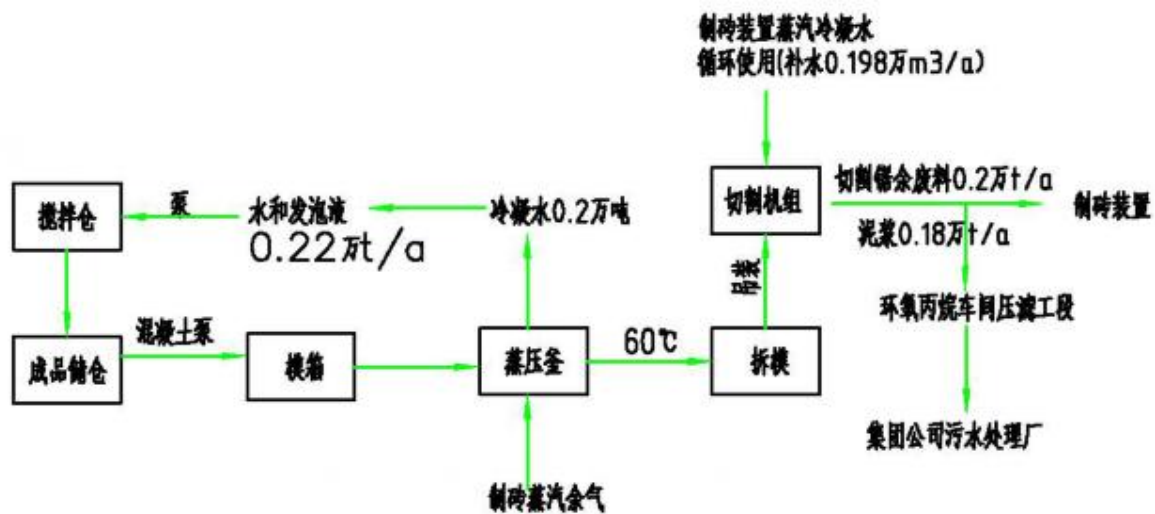 制砖装置蒸汽冷凝水
循环使用(补水0.198万m3/a)
搅拌仓
泵
水和发泡液
0.22万t/a
冷凝水0.2万吨
切割机组
切割锯余废料0.2万t/a
泥浆0.18万t/a
制砖装置
吊装
环氧丙烷车间压滤工段
成品储仓
混凝土泵
模箱
蒸压釜
60℃
拆模
集团公司污水处理厂
制砖蒸汽余气